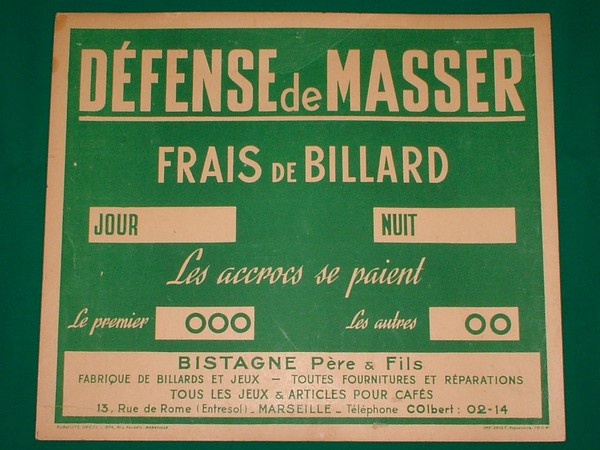 DÉFENSE de MASSER
FRAIS DE BILLARD
JOUR NUIT
Les accrocs se paient
Le premier 000 Les autres 00
BISTAGNE Père & Fils
FABRIQUE DE BILLARDS ET JEUX — TOUTES FOURNITURES ET RÉPARATIONS
TOUS LES JEUX & ARTICLES POUR CAFÉS
13, Rue de Rome (Entresol) _ MARSEILLE _ Téléphone COlbert : 02-14